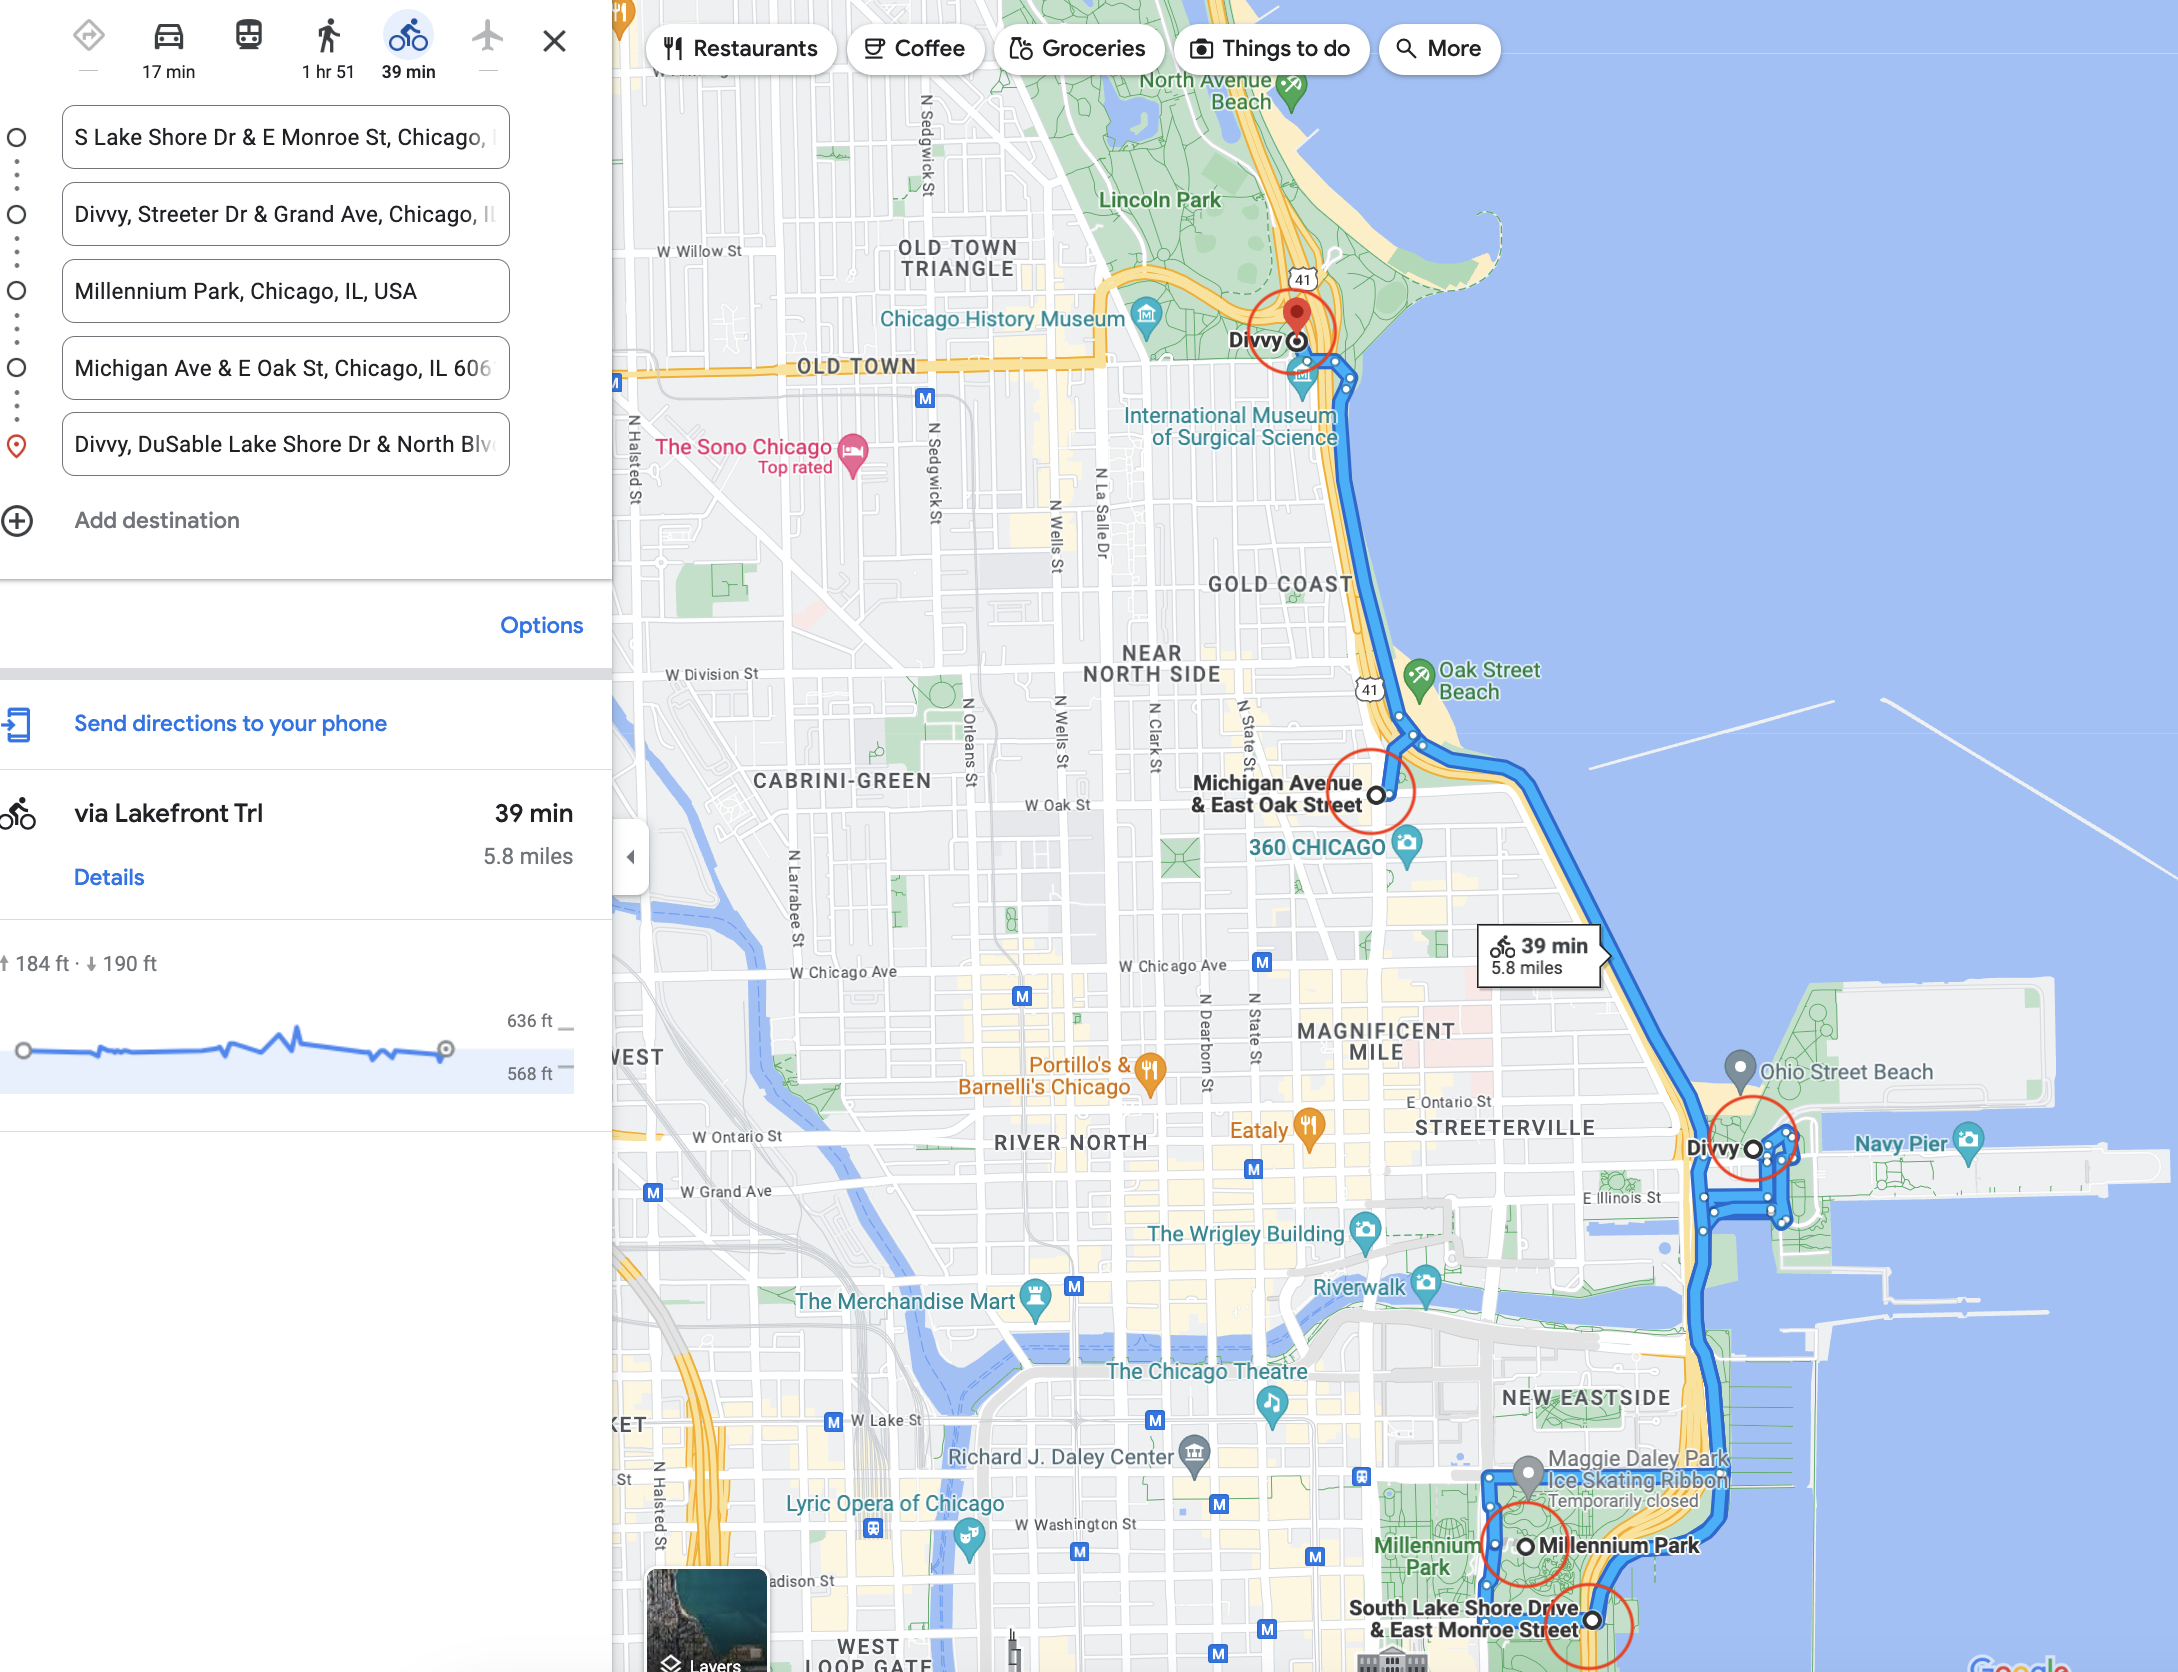 17 min
1 hr 51
39 min
S Lake Shore Dr & E Monroe St, Chicago,
Divvy, Streeter Dr & Grand Ave, Chicago, IL
Millennium Park, Chicago, IL, USA
Michigan Ave & E Oak St, Chicago, IL 606
Divvy, DuSable Lake Shore Dr & North Blv
Add destination
Options
Send directions to your phone
via Lakefront Trl
39 min
5.8 miles
Details
184 ft · 190 ft
636 ft
568 ft
Restaurants
Coffee
Groceries
Things to do
More
North Avenue
Beach
N Sedgwick St
Lincoln Park
W Willow St
OLD TOWN
TRIANGLE
41
Chicago History Museum
Divvy
OLD TOWN
M
M
International Museum
of Surgical Science
N Halsted St
The Sono Chicago
Top rated
N Sedgwick St
N La Salle Dr
N Wells St
GOLD COAST
NEAR
NORTH SIDE
W Division St
Oak Street
Beach
41
N Orleans St
N Wells St
N Clark St
N State St
CABRINI-GREEN
Michigan Avenue
& East Oak Street
W Oak St
360 CHICAGO
N Larrabee St
39 min
5.8 miles
W Chicago Ave
W Chicago Ave
M
M
N Dearborn St
N State St
MAGNIFICENT
MILE
WEST
Portillo's &
Barnelli's Chicago
Ohio Street Beach
E Ontario St
Eataly
STREETERVILLE
W Ontario St
RIVER NORTH
Divvy
Navy Pier
M
M
W Grand Ave
E Illinois St
The Wrigley Building
Riverwalk
The Merchandise Mart
M
The Chicago Theatre
NEW EASTSIDE
KET
M
W Lake St
M
Richard J. Daley Center
Maggie Daley Park
Ice Skating Ribbon
Temporarily closed
St
N Halsted St
Lyric Opera of Chicago
M
W Washington St
M
M
Millennium
Park
Millennium Park
adison St
South Lake Shore Drive
& East Monroe Street
M
M
WEST
LOOP GATE
Layers
Google